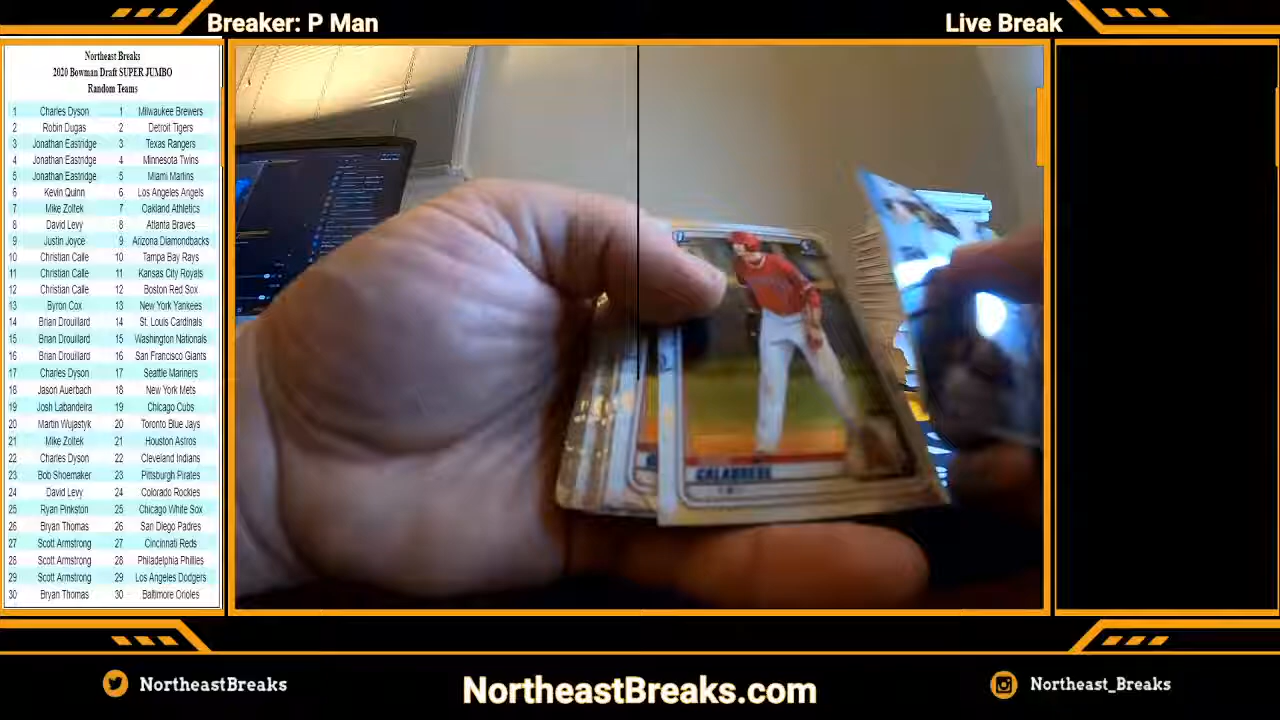 Breaker: P Man
Live Break
Northeast Breaks
2020 Bowman Draft SUPER JUMBO
Random Teams
1 Charles Dyson 1 Milwaukee Brewers
2 Robin Dugas 2 Detroit Tigers
3 Jonathan Eastridge 3 Texas Rangers
4 Jonathan Eastridge 4 Minnesota Twins
5 Jonathan Eastridge 5 Miami Marlins
6 Kevin Quinn 6 Los Angeles Angels
7 Mike Zoltek 7 Oakland Athletics
8 David Levy 8 Atlanta Braves
9 Justin Joyce 9 Arizona Diamondbacks
10 Christian Calle 10 Tampa Bay Rays
11 Christian Calle 11 Kansas City Royals
12 Christian Calle 12 Boston Red Sox
13 Byron Cox 13 New York Yankees
14 Brian Drouillard 14 St. Louis Cardinals
15 Brian Drouillard 15 Washington Nationals
16 Brian Drouillard 16 San Francisco Giants
17 Charles Dyson 17 Seattle Mariners
18 Jason Auerbach 18 New York Mets
19 Josh Labandeira 19 Chicago Cubs
20 Martin Wujastyk 20 Toronto Blue Jays
21 Mike Zoltek 21 Houston Astros
22 Charles Dyson 22 Cleveland Indians
23 Bob Shoemaker 23 Pittsburgh Pirates
24 David Levy 24 Colorado Rockies
25 Ryan Pinkston 25 Chicago White Sox
26 Bryan Thomas 26 San Diego Padres
27 Scott Armstrong 27 Cincinnati Reds
28 Scott Armstrong 28 Philadelphia Phillies
29 Scott Armstrong 29 Los Angeles Dodgers
30 Bryan Thomas 30 Baltimore Orioles
CALABRESE
NortheastBreaks
NortheastBreaks.com
Northeast_Breaks